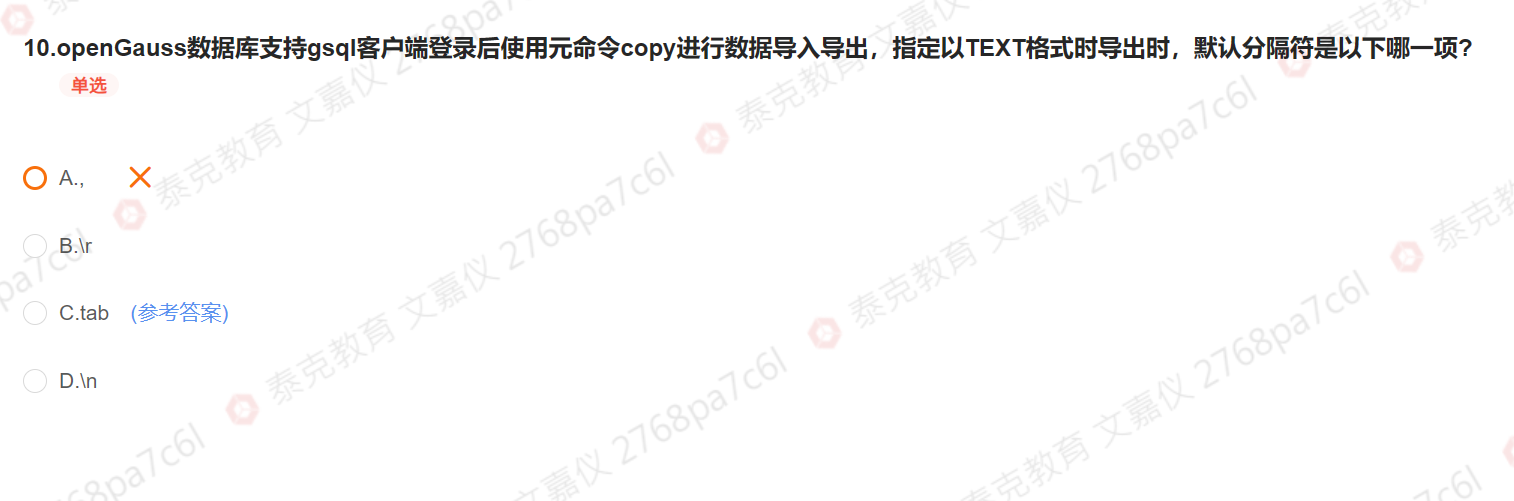 10.openGauss数据库支持gsql客户端登录后使用元命令copy进行数据导入导出，指定以TEXT格式时导出时，默认分隔符是以下哪一项?
单选
A.,
B.\r
C.tab (参考答案)
D.\n
泰克教育 文嘉仪 2768pa7c6l